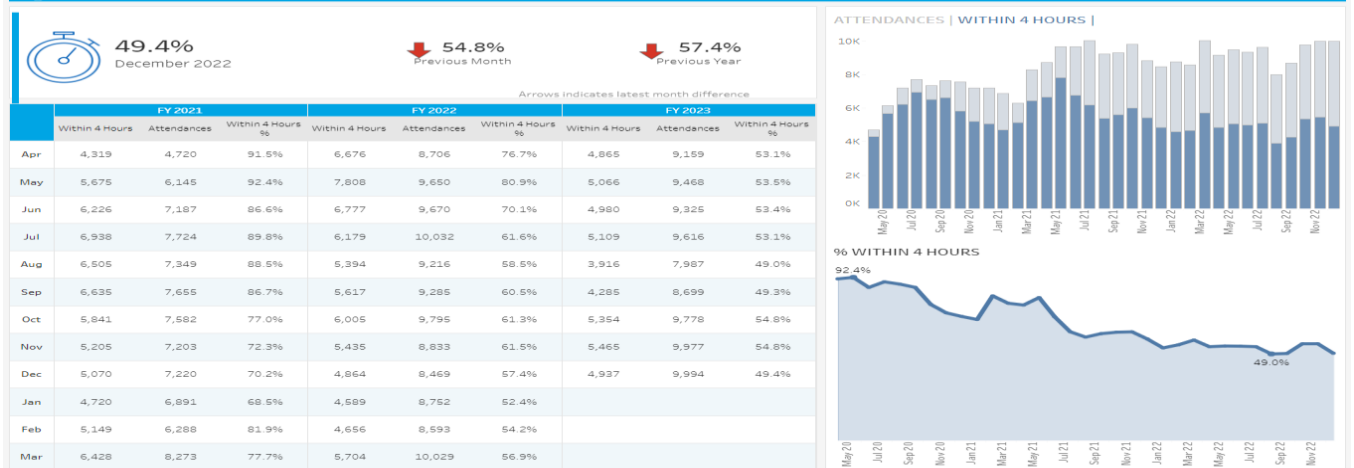 49.4%
December 2022
54.8%
Previous Month
57.4%
Previous Year
Arrows indicates latest month difference
FY 2021 FY 2022 FY 2023
Within 4 Hours Attendances Within 4 Hours % Within 4 Hours Attendances Within 4 Hours % Within 4 Hours Attendances Within 4 Hours %
Apr 4,319 4,720 91.5% 6,676 8,706 76.7% 4,865 9,159 53.1%
May 5,675 6,145 92.4% 7,808 9,650 80.9% 5,066 9,468 53.5%
Jun 6,226 7,187 86.6% 6,777 9,670 70.1% 4,980 9,325 53.4%
Jul 6,938 7,724 89.8% 6,179 10,032 61.6% 5,109 9,616 53.1%
Aug 6,505 7,349 88.5% 5,394 9,216 58.5% 3,916 7,987 49.0%
Sep 6,635 7,655 86.7% 5,617 9,285 60.5% 4,285 8,699 49.3%
Oct 5,841 7,582 77.0% 6,005 9,795 61.3% 5,354 9,778 54.8%
Nov 5,205 7,203 72.3% 5,435 8,833 61.5% 5,465 9,977 54.8%
Dec 5,070 7,220 70.2% 4,864 8,469 57.4% 4,937 9,994 49.4%
Jan 4,720 6,891 68.5% 4,589 8,752 52.4%
Feb 5,149 6,288 81.9% 4,656 8,593 54.2%
Mar 6,428 8,273 77.7% 5,704 10,029 56.9%
ATTENDANCES | WITHIN 4 HOURS |
10K
8K
6K
4K
2K
0K
May 20 Jul 20 Sep 20 Nov 20 Jan 21 Mar 21 May 21 Jul 21 Sep 21 Nov 21 Jan 22 Mar 22 May 22 Jul 22 Sep 22 Nov 22
% WITHIN 4 HOURS
92.4%
49.0%
May 20 Jul 20 Sep 20 Nov 20 Jan 21 Mar 21 May 21 Jul 21 Sep 21 Nov 21 Jan 22 Mar 22 May 22 Jul 22 Sep 22 Nov 22